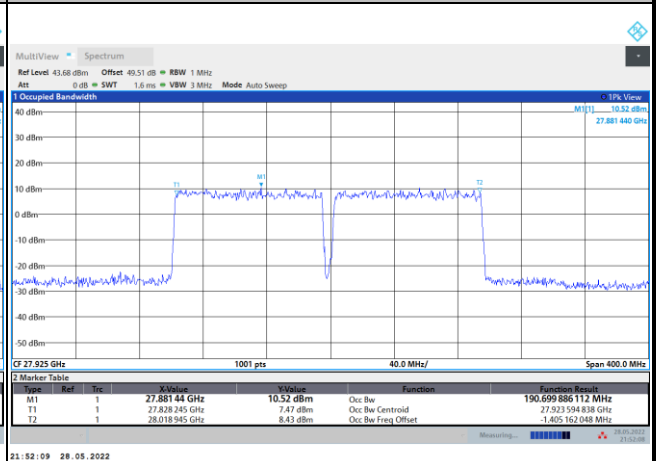 MultiView Spectrum
Ref Level 43.68 dBm Offset 49.51 dB RBW 1 MHz
Att 0 dB SWT 1.6 ms VBW 3 MHz Mode Auto Sweep
1 Occupied Bandwidth 1Pk View
M1[1] 10.52 dBm
27.881 440 GHz
40 dBm
30 dBm
20 dBm
10 dBm
0 dBm
-10 dBm
-20 dBm
-30 dBm
-40 dBm
-50 dBm
T1 M1 T2
CF 27.925 GHz 1001 pts 40.0 MHz/ Span 400.0 MHz
2 Marker Table
Type Ref Trc X-Value Y-Value Function Function Result
M1 1 27.881 44 GHz 10.52 dBm Occ Bw 190.699 886 112 MHz
T1 1 27.828 245 GHz 7.47 dBm Occ Bw Centroid 27.923 594 838 GHz
T2 1 28.018 945 GHz 8.43 dBm Occ Bw Freq Offset -1.405 162 048 MHz
Measuring... 28.05.2022
21:52:08
21:52:09 28.05.2022